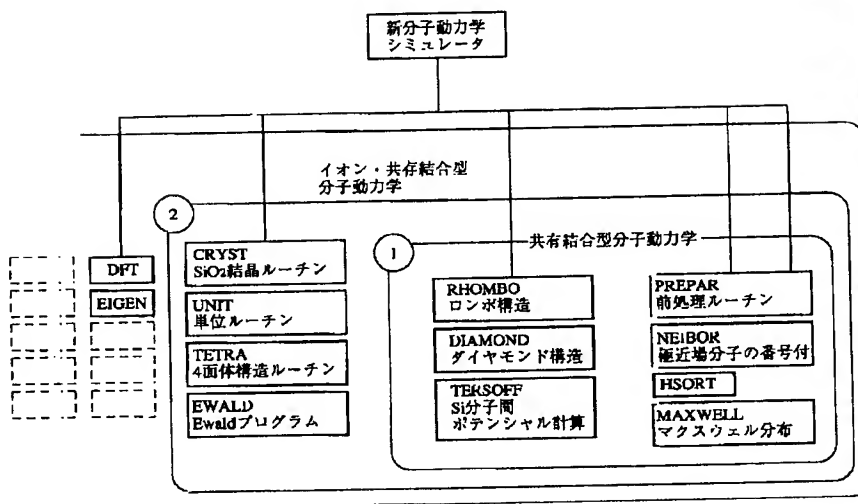 新分子動力学
シミュレータ
イオン・共存結合型
分子動力学
2
1
共有結合型分子動力学
DFT
EIGEN
CRYST
SiO₂結晶ルーチン
UNIT
単位ルーチン
TETRA
4面体構造ルーチン
EWALD
Ewaldプログラム
RHOMBO
ロンボ構造
DIAMOND
ダイヤモンド構造
TERSOFF
Si分子間
ポテンシャル計算
PREPAR
前処理ルーチン
NEIBOR
極近場分子の番号付
HSORT
MAXWELL
マクスウェル分布